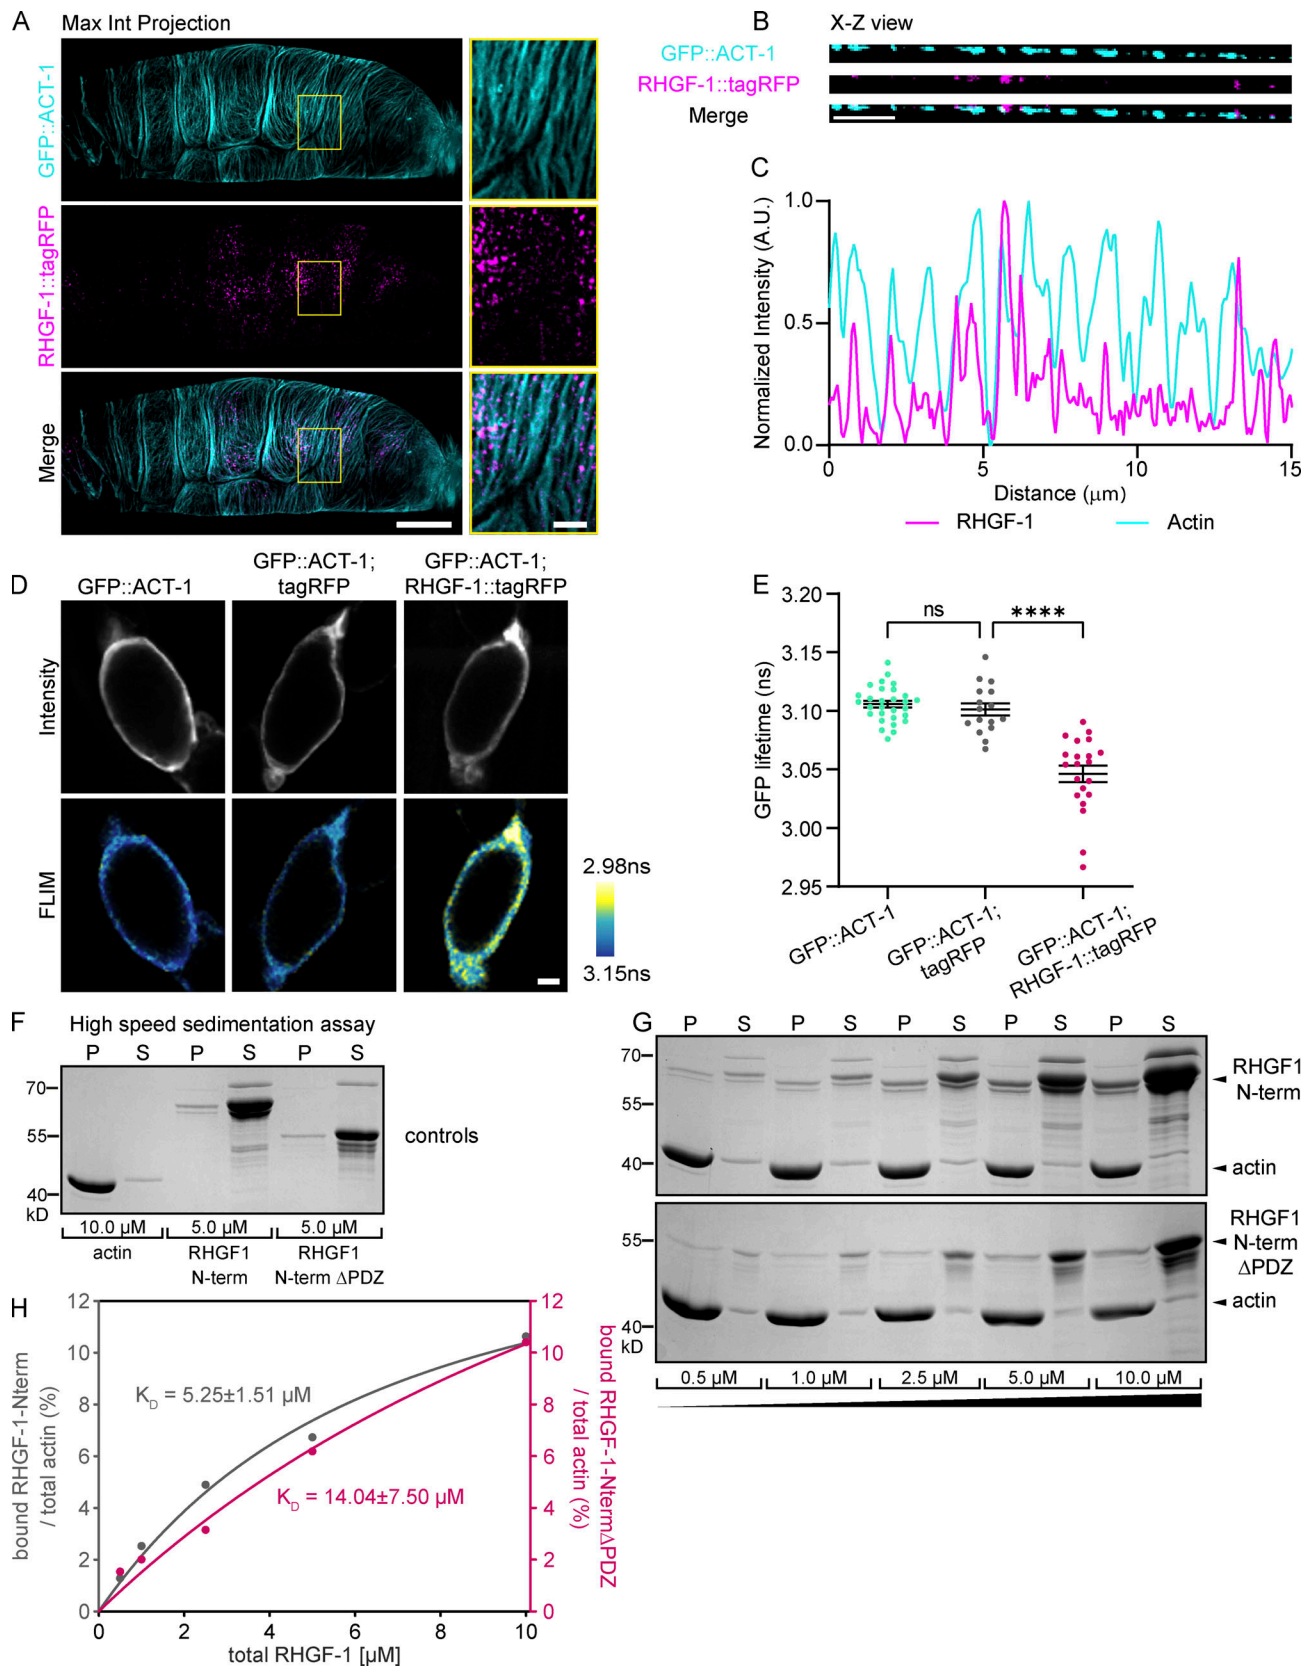 A Max Int Projection
GFP::ACT-1
RHGF-1::tagRFP
Merge
B X-Z view
GFP::ACT-1
RHGF-1::tagRFP
Merge
C
Normalized Intensity (A.U.)
1.0
0.5
0.0
0 5 10 15
Distance (μm)
RHGF-1 Actin
D
GFP::ACT-1
GFP::ACT-1;
tagRFP
GFP::ACT-1;
RHGF-1::tagRFP
Intensity
FLIM
2.98ns
3.15ns
E
GFP lifetime (ns)
3.20
3.15
3.10
3.05
3.00
2.95
ns
****
GFP::ACT-1
GFP::ACT-1;
tagRFP
GFP::ACT-1;
RHGF-1::tagRFP
F High speed sedimentation assay
P S P S P S
70
55
40
kD
controls
10.0 µM 5.0 µM 5.0 µM
actin
RHGF1
N-term
RHGF1
N-term ΔPDZ
G P S P S P S P S P S
70
55
40
RHGF1
N-term
actin
55
40
kD
RHGF1
N-term
ΔPDZ
actin
0.5 µM 1.0 µM 2.5 µM 5.0 µM 10.0 µM
H
bound RHGF-1-Nterm
/ total actin (%)
12
10
8
6
4
2
0
K_D = 5.25±1.51 µM
K_D = 14.04±7.50 µM
12
10
8
6
4
2
0
bound RHGF-1-NtermΔPDZ
/ total actin (%)
0 2 4 6 8 10
total RHGF-1 [µM]